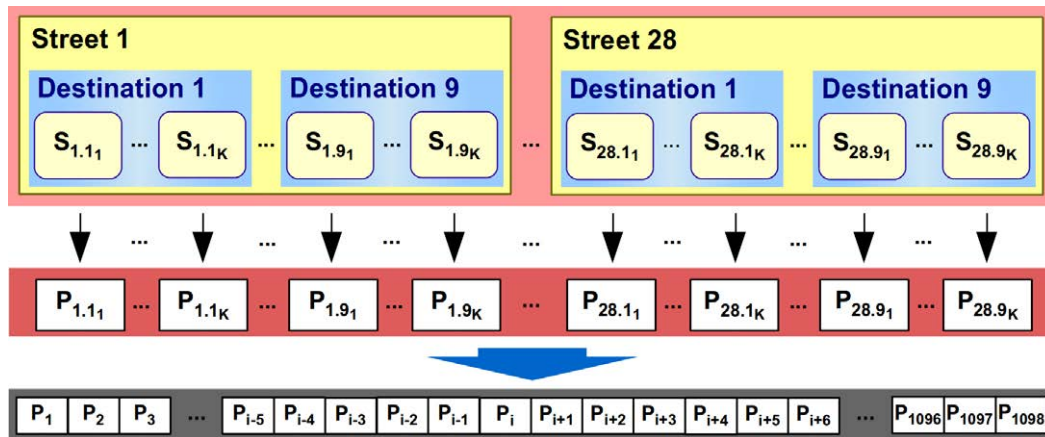 Street 1 Street 28
Destination 1 Destination 9 Destination 1 Destination 9
S1.1₁ ... S1.1K ... S1.9₁ ... S1.9K ... S28.1₁ ... S28.1K ... S28.9₁ ... S28.9K
... ... ... ... ... ... ...
P1.1₁ ... P1.1K ... P1.9₁ ... P1.9K ... P28.1₁ ... P28.1K ... P28.9₁ ... P28.9K
P1 P2 P3 ... Pi-5 Pi-4 Pi-3 Pi-2 Pi-1 Pi Pi+1 Pi+2 Pi+3 Pi+4 Pi+5 Pi+6 ... P1096 P1097 P1098